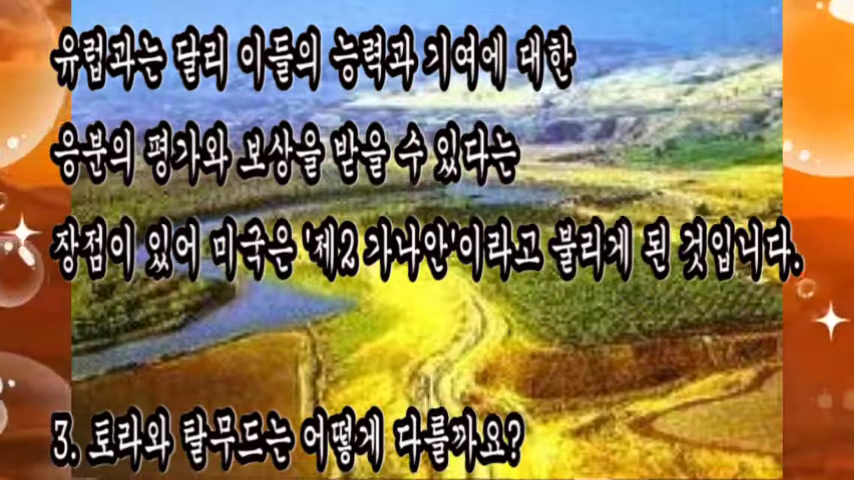 유럽과는 달리 이들의 능력과 기여에 대한
응분의 평가와 보상을 받을 수 있다는
장점이 있어 미국은 '제2 가나안'이라고 불리게 된 것입니다.
3. 토라와 탈무드는 어떻게 다를까요?